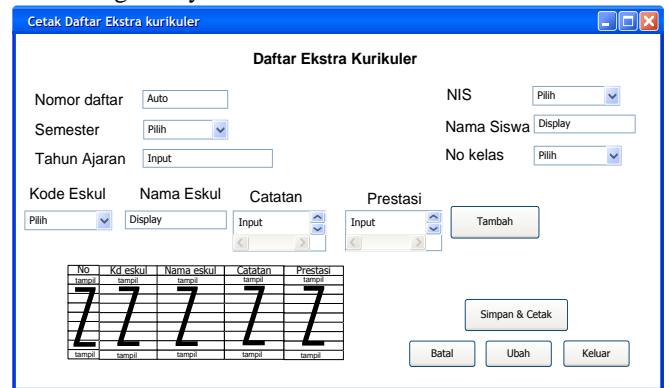 Cetak Daftar Ekstra kurikuler
Daftar Ekstra Kurikuler
Nomor daftar Auto NIS Pilih
Semester Pilih Nama Siswa Display
Tahun Ajaran Input No kelas Pilih
Kode Eskul Nama Eskul Catatan Prestasi
Pilih Display Input Input Tambah
No Kd eskul Nama eskul Catatan Prestasi
tampil tampil tampil tampil tampil
Z Z Z Z Z
tampil tampil tampil tampil tampil
Simpan & Cetak
Batal Ubah Keluar